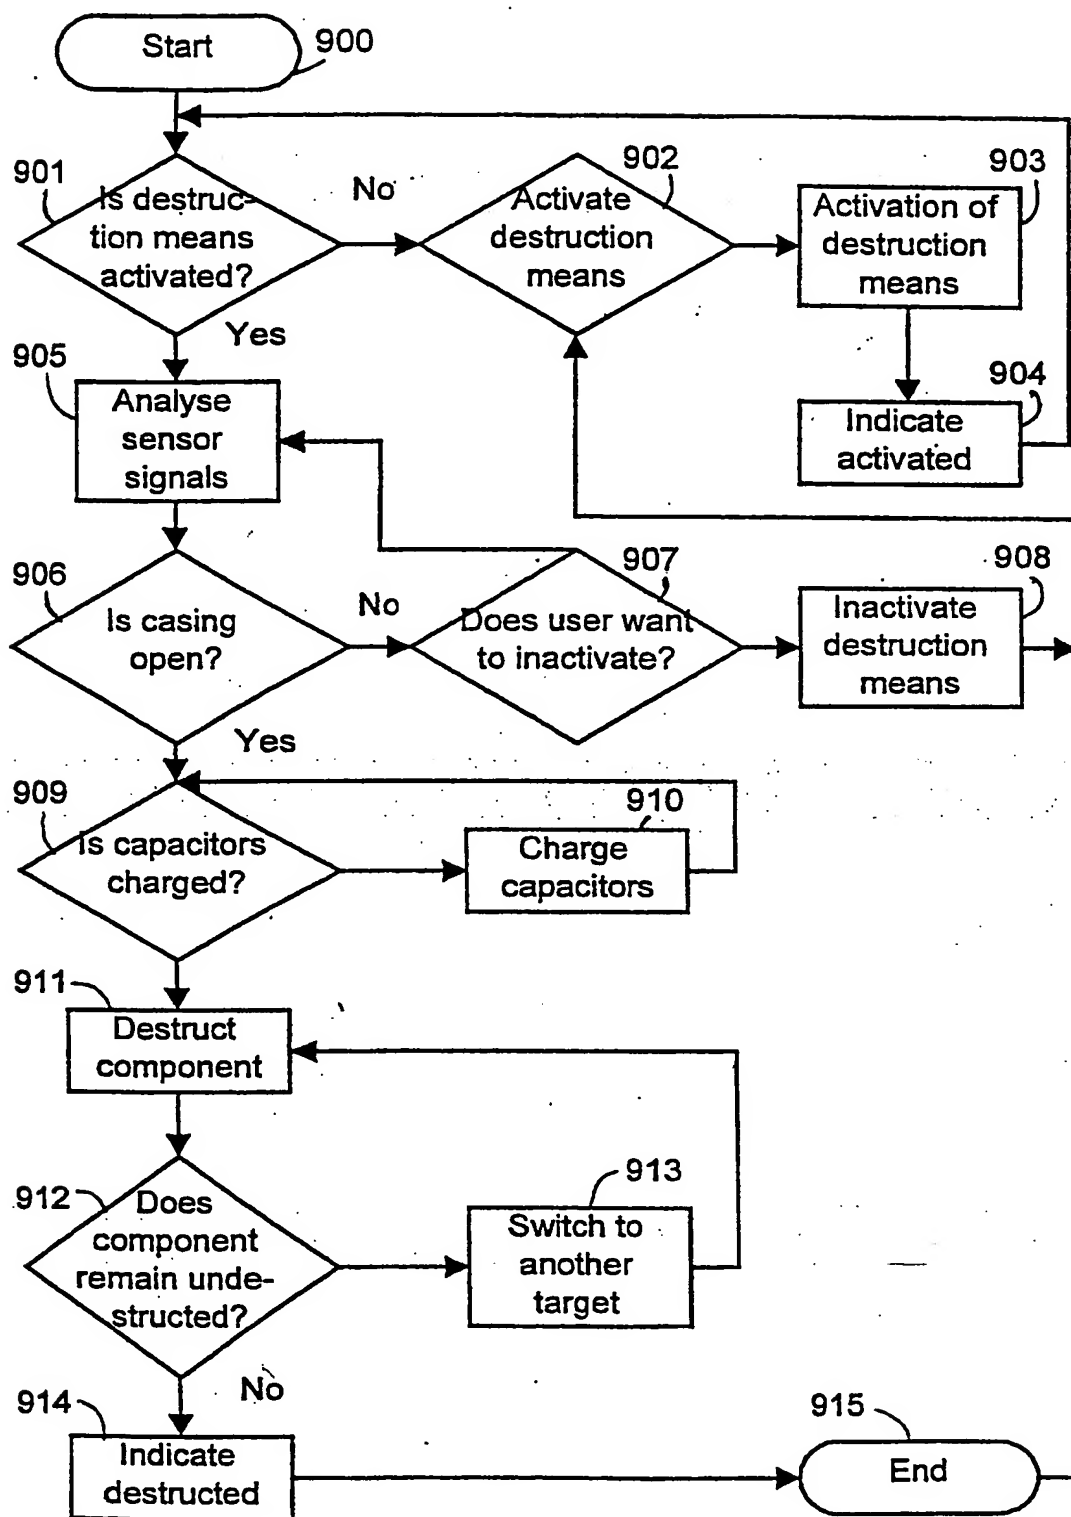 Start
900
901
Is destruc-
tion means
activated?
No
Yes
902
Activate
destruction
means
903
Activation of
destruction
means
904
Indicate
activated
905
Analyse
sensor
signals
906
Is casing
open?
No
Yes
907
Does user want
to inactivate?
908
Inactivate
destruction
means
909
Is capacitors
charged?
910
Charge
capacitors
911
Destruct
component
912
Does
component
remain unde-
structed?
No
913
Switch to
another
target
914
Indicate
destructed
915
End